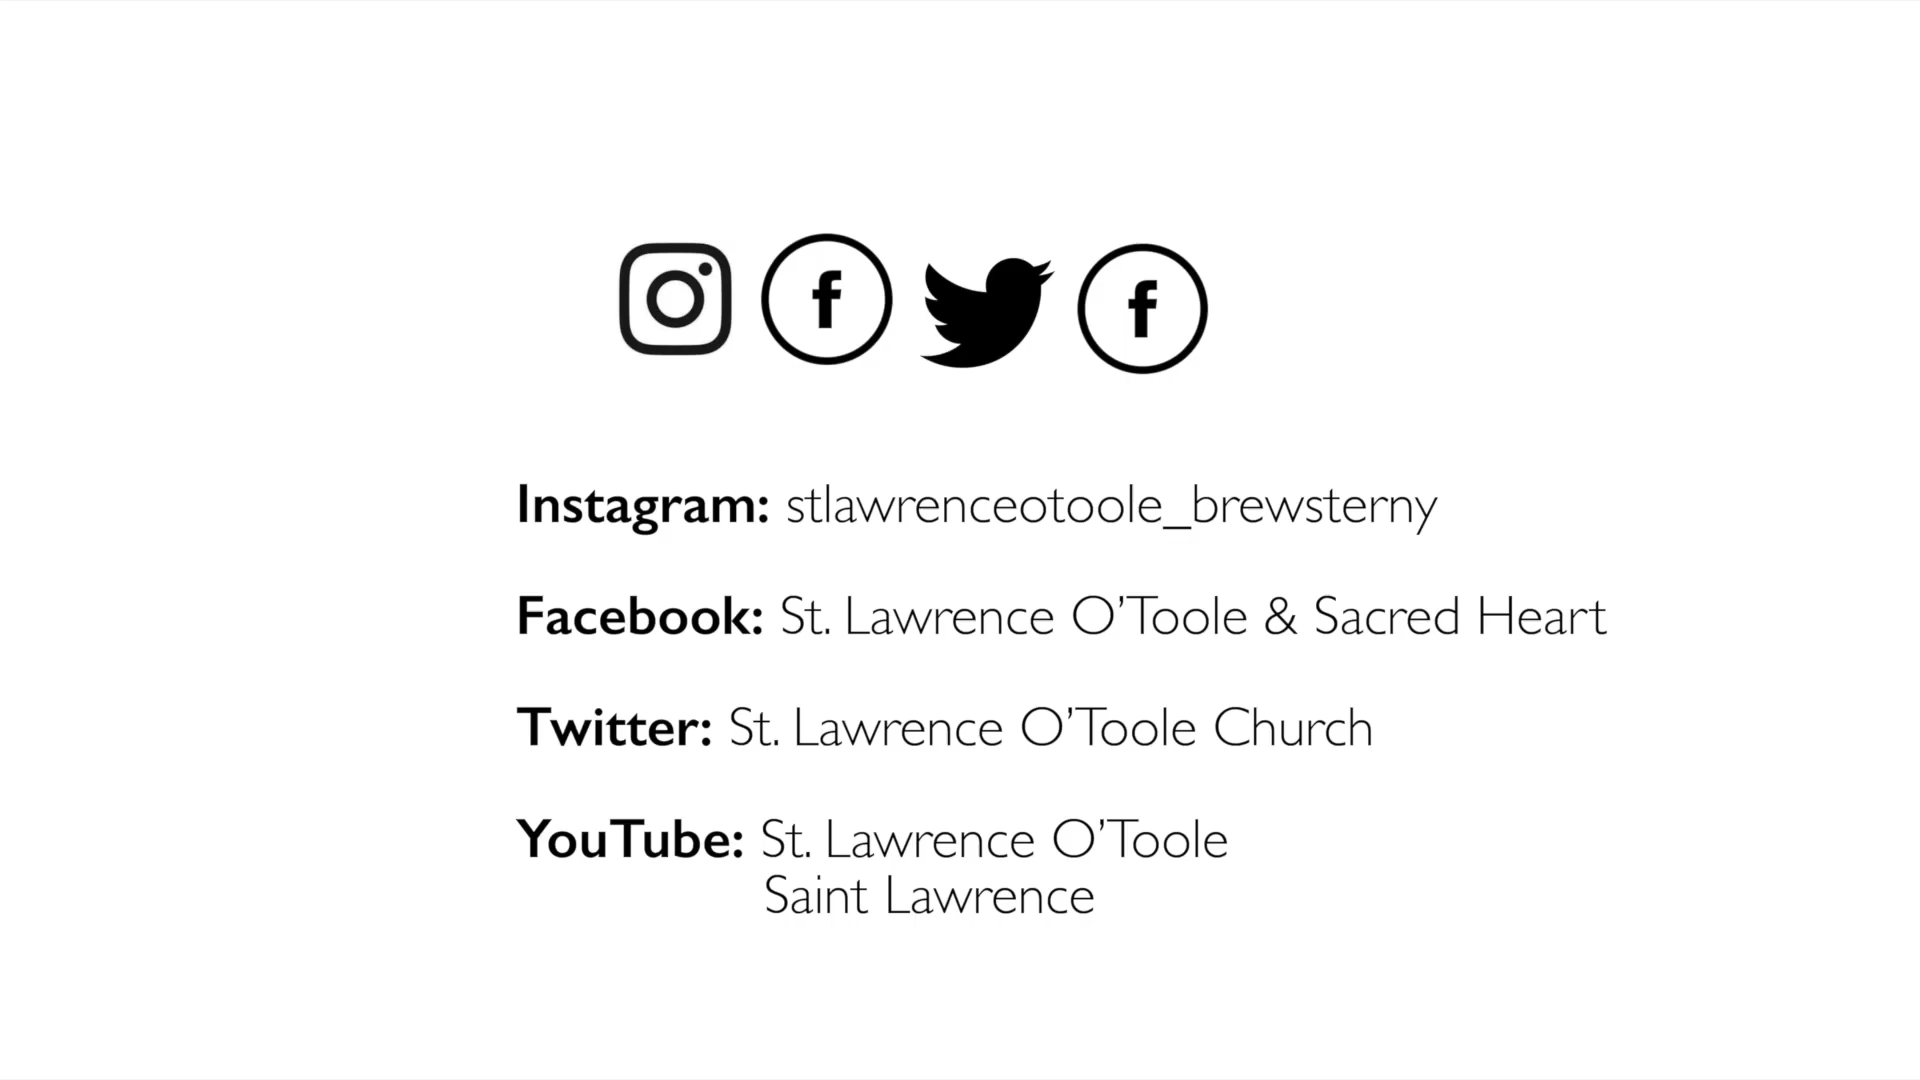 Instagram: stlawrenceotoole_brewsterny
Facebook: St. Lawrence O’Toole & Sacred Heart
Twitter: St. Lawrence O’Toole Church
YouTube: St. Lawrence O’Toole
Saint Lawrence